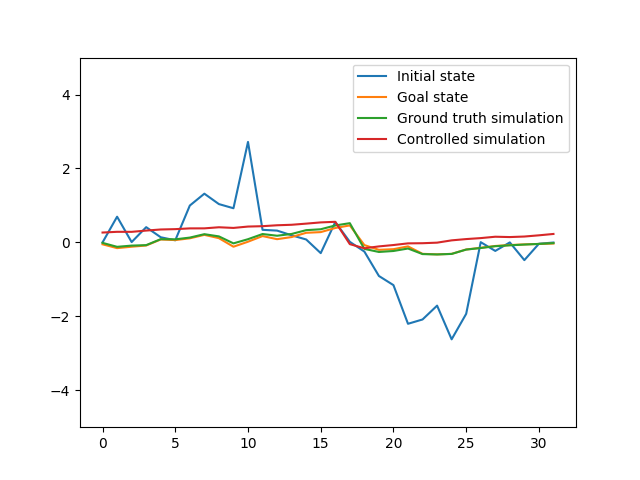 Initial state
Goal state
Ground truth simulation
Controlled simulation
4
2
0
−2
−4
0 5 10 15 20 25 30